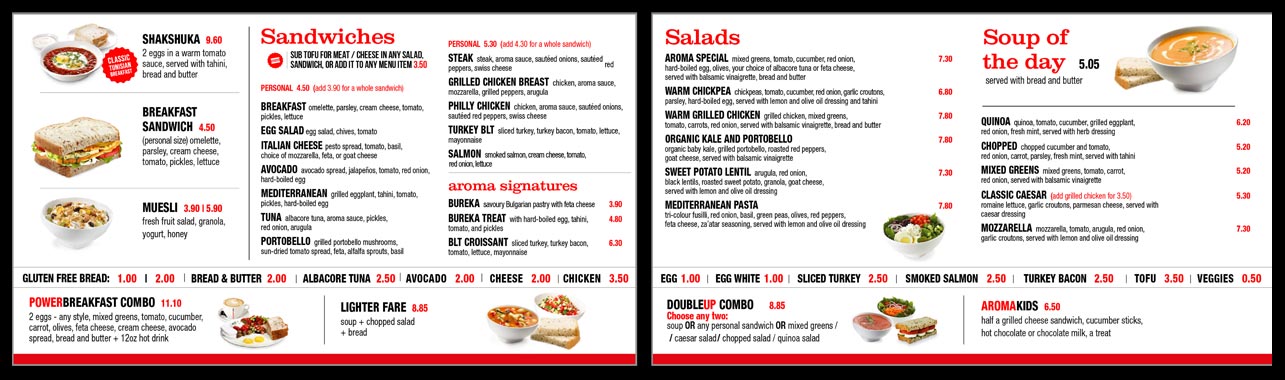 SHAKSHUKA 9.60
2 eggs in a warm tomato
sauce, served with tahini,
bread and butter
CLASSIC
TUNISIAN
BREAKFAST
BREAKFAST
SANDWICH 4.50
(personal size) omelette,
parsley, cream cheese,
tomato, pickles, lettuce
MUESLI 3.90 | 5.90
fresh fruit salad, granola,
yogurt, honey
Sandwiches
SUB TOFU FOR MEAT / CHEESE IN ANY SALAD,
SANDWICH, OR ADD IT TO ANY MENU ITEM 3.50
PERSONAL 4.50 (add 3.90 for a whole sandwich)
BREAKFAST omelette, parsley, cream cheese, tomato,
pickles, lettuce
EGG SALAD egg salad, chives, tomato
ITALIAN CHEESE pesto spread, tomato, basil,
choice of mozzarella, feta, or goat cheese
AVOCADO avocado spread, jalapeños, tomato, red onion,
hard-boiled egg
MEDITERRANEAN grilled eggplant, tahini, tomato,
pickles, hard-boiled egg
TUNA albacore tuna, aroma sauce, pickles,
red onion, arugula
PORTOBELLO grilled portobello mushrooms,
sun-dried tomato spread, feta, alfalfa sprouts, basil
PERSONAL 5.30 (add 4.30 for a whole sandwich)
STEAK steak, aroma sauce, sautéed onions, sautéed red
peppers, swiss cheese
GRILLED CHICKEN BREAST chicken, aroma sauce,
mozzarella, grilled peppers, arugula
PHILLY CHICKEN chicken, aroma sauce, sautéed onions,
sautéed red peppers, swiss cheese
TURKEY BLT sliced turkey, turkey bacon, tomato, lettuce,
mayonnaise
SALMON smoked salmon, cream cheese, tomato,
red onion, lettuce
aroma signatures
BUREKA savoury Bulgarian pastry with feta cheese 3.90
BUREKA TREAT with hard-boiled egg, tahini, 4.80
tomato, and pickles
BLT CROISSANT sliced turkey, turkey bacon, 6.30
tomato, lettuce, mayonnaise
GLUTEN FREE BREAD: 1.00 | 2.00 | BREAD & BUTTER 2.00 | ALBACORE TUNA 2.50 | AVOCADO 2.00 | CHEESE 2.00 | CHICKEN 3.50
POWERBREAKFAST COMBO 11.10
2 eggs - any style, mixed greens, tomato, cucumber,
carrot, olives, feta cheese, cream cheese, avocado
spread, bread and butter + 12oz hot drink
LIGHTER FARE 8.85
soup + chopped salad
+ bread
Salads
AROMA SPECIAL mixed greens, tomato, cucumber, red onion, 7.30
hard-boiled egg, olives, your choice of albacore tuna or feta cheese,
served with balsamic vinaigrette, bread and butter
WARM CHICKPEA chickpeas, tomato, cucumber, red onion, garlic croutons, 6.80
parsley, hard-boiled egg, served with lemon and olive oil dressing and tahini
WARM GRILLED CHICKEN grilled chicken, mixed greens, 7.80
tomato, carrots, red onion, served with balsamic vinaigrette, bread and butter
ORGANIC KALE AND PORTOBELLO 7.80
organic baby kale, grilled portobello, roasted red peppers,
goat cheese, served with balsamic vinaigrette
SWEET POTATO LENTIL arugula, red onion, 7.30
black lentils, roasted sweet potato, granola, goat cheese,
served with lemon and olive oil dressing
MEDITERRANEAN PASTA 7.80
tri-colour fusilli, red onion, basil, green peas, olives, red peppers,
feta cheese, za'atar seasoning, served with lemon and olive oil dressing
Soup of
the day 5.05
served with bread and butter
QUINOA quinoa, tomato, cucumber, grilled eggplant, 6.20
red onion, fresh mint, served with herb dressing
CHOPPED chopped cucumber and tomato, 5.20
red onion, carrot, parsley, fresh mint, served with tahini
MIXED GREENS mixed greens, tomato, carrot, 5.20
red onion, served with balsamic vinaigrette
CLASSIC CAESAR (add grilled chicken for 3.50) 5.30
romaine lettuce, garlic croutons, parmesan cheese, served with
caesar dressing
MOZZARELLA mozzarella, tomato, arugula, red onion, 7.30
garlic croutons, served with lemon and olive oil dressing
EGG 1.00 | EGG WHITE 1.00 | SLICED TURKEY 2.50 | SMOKED SALMON 2.50 | TURKEY BACON 2.50 | TOFU 3.50 | VEGGIES 0.50
DOUBLEUP COMBO 8.85
Choose any two:
soup OR any personal sandwich OR mixed greens /
/ caesar salad / chopped salad / quinoa salad
AROMAKIDS 6.50
half a grilled cheese sandwich, cucumber sticks,
hot chocolate or chocolate milk, a treat